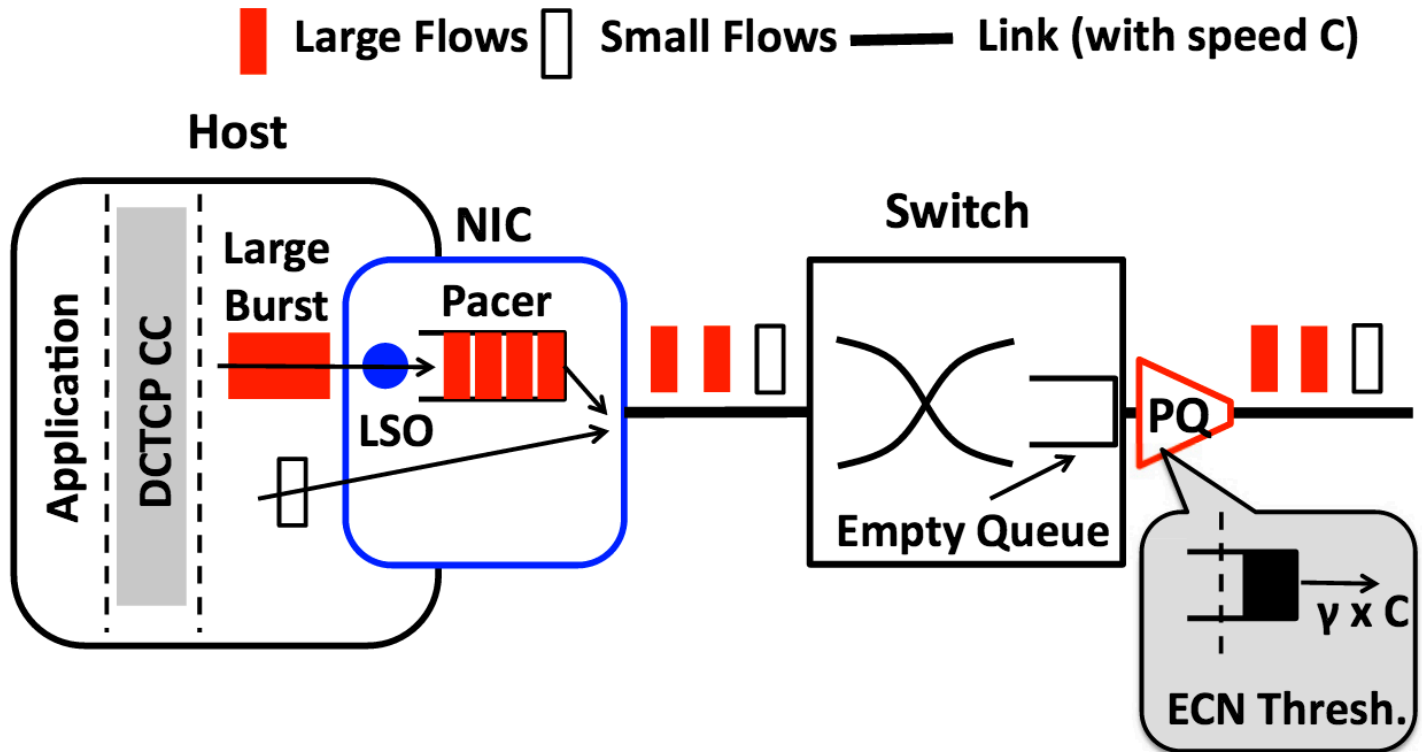 Large Flows Small Flows Link (with speed C)
Host
NIC
Switch
Application
DCTCP CC
Large
Burst
Pacer
LSO
Empty Queue
PQ
γ x C
ECN Thresh.